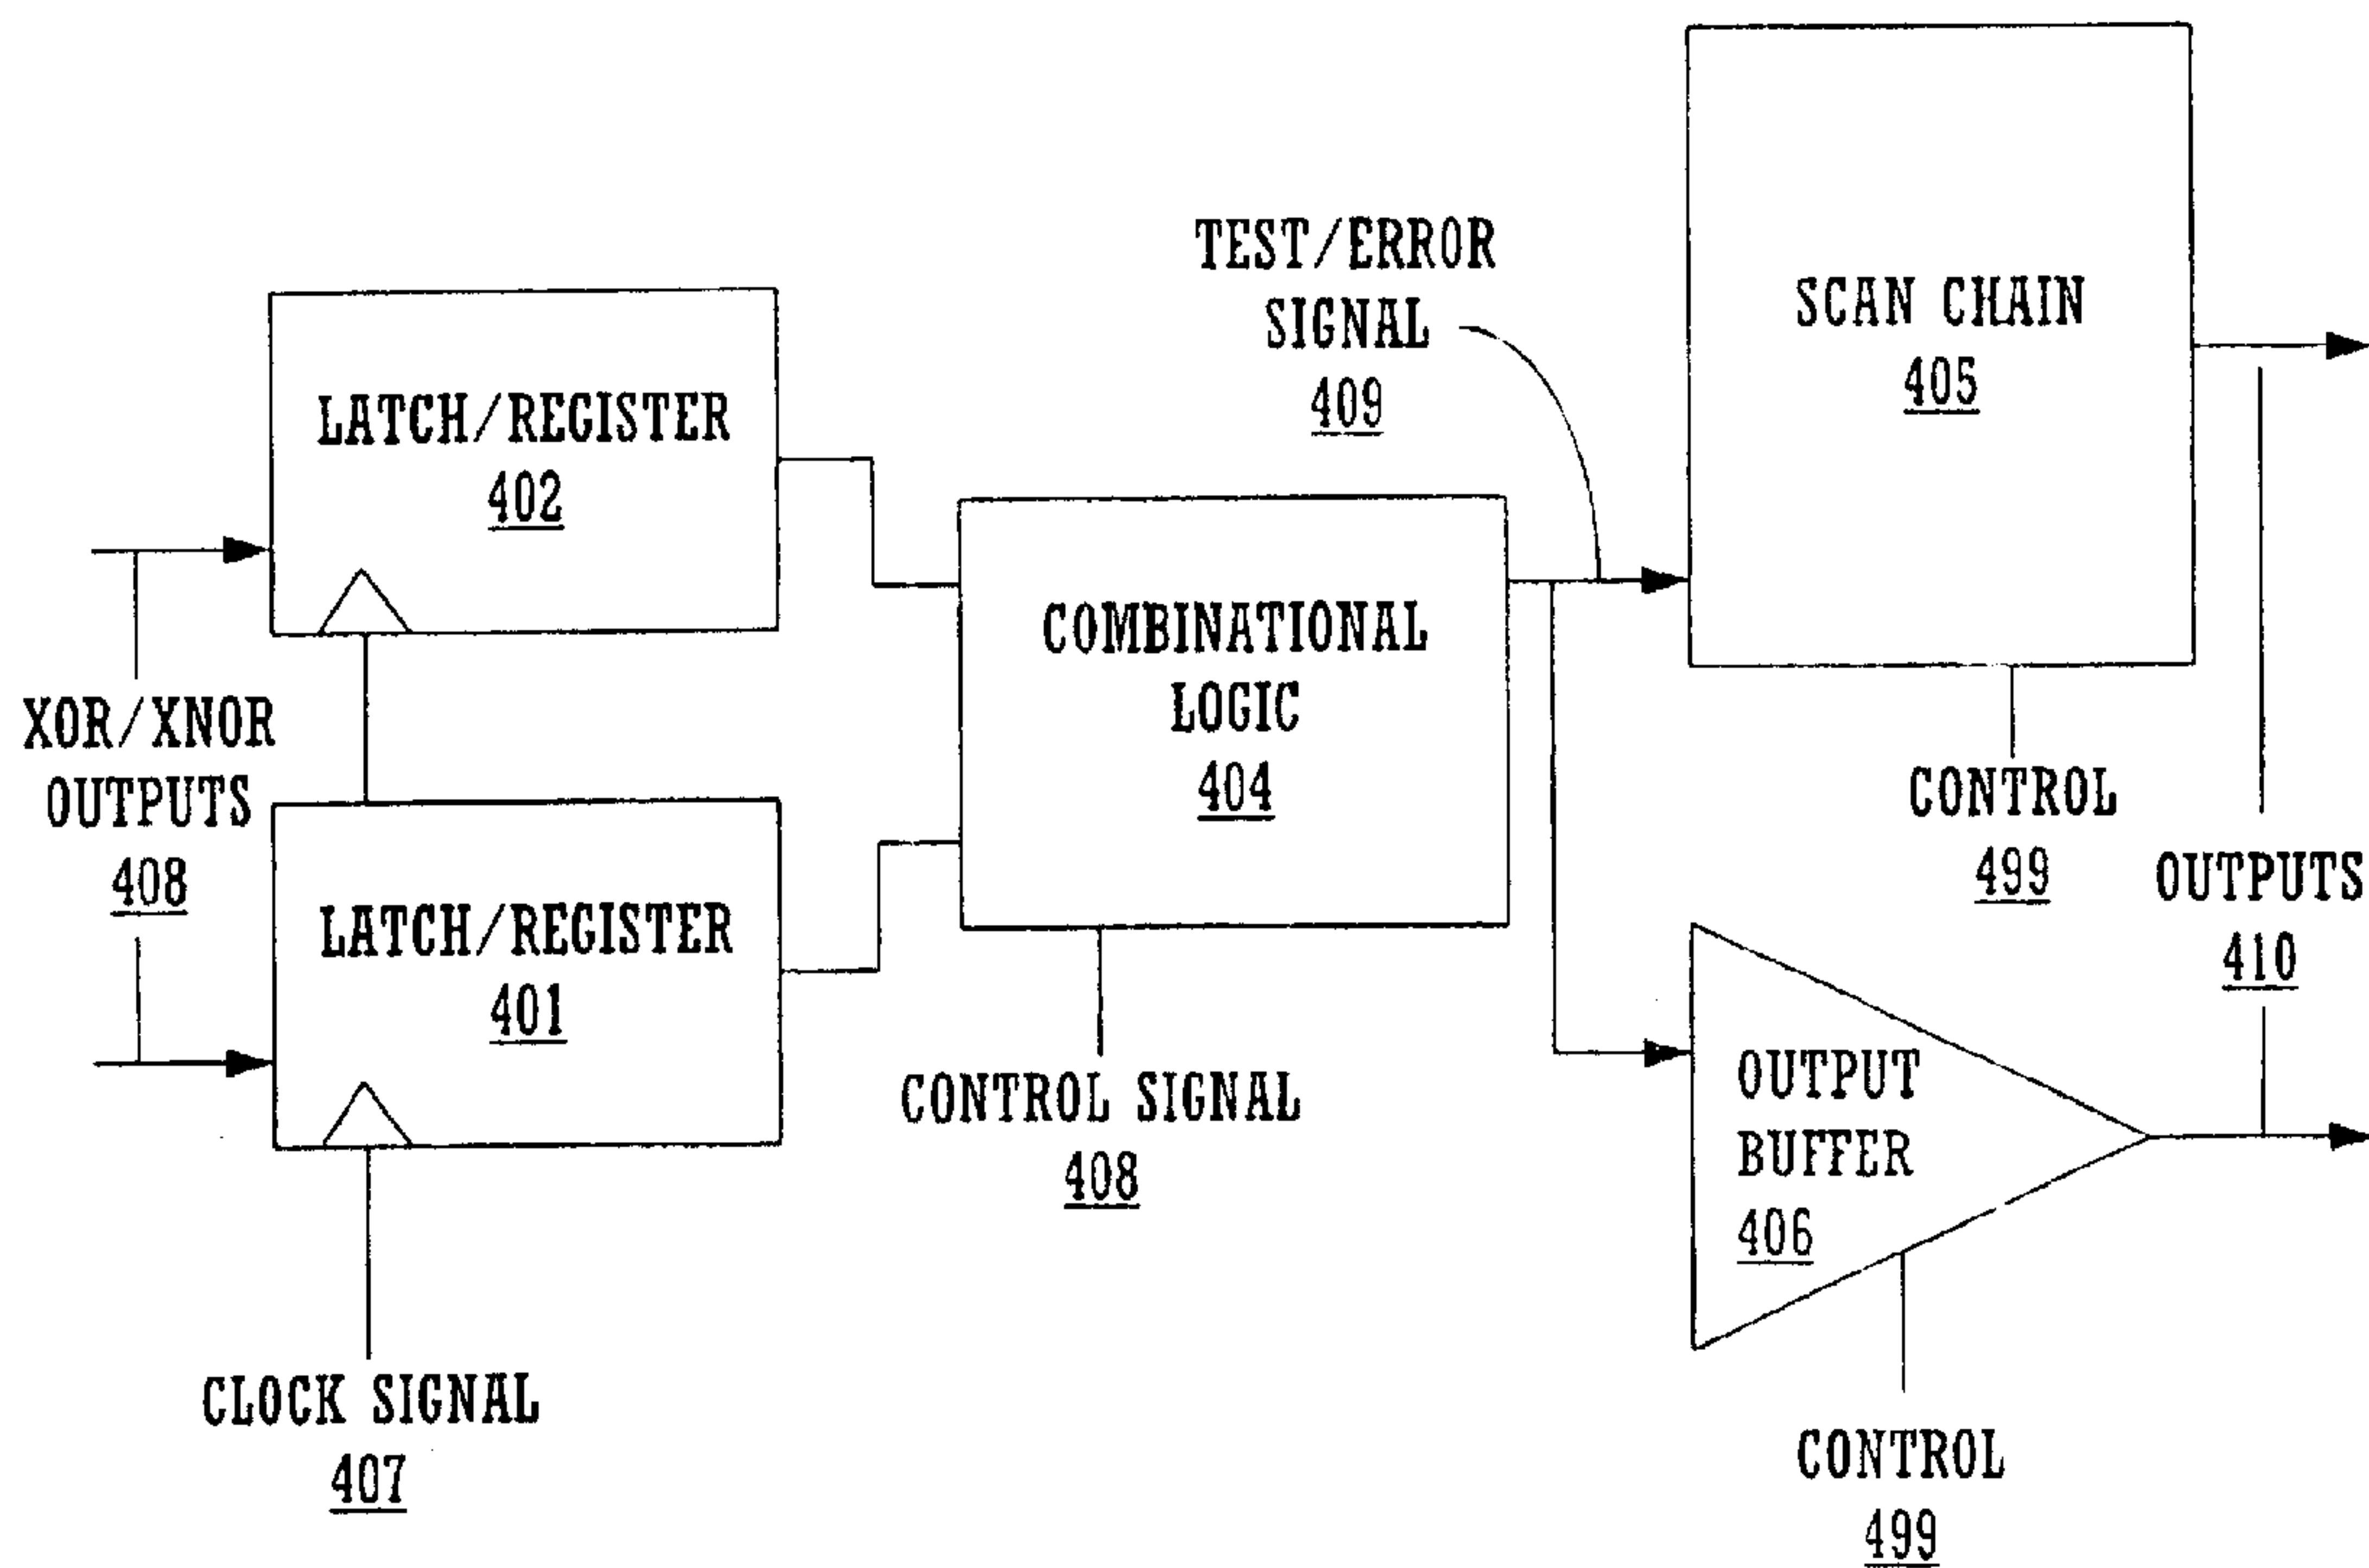 SCAN CHAIN
405
TEST/ERROR
SIGNAL
409
LATCH/REGISTER
402
COMBINATIONAL
LOGIC
404
XOR/XNOR
OUTPUTS
408
LATCH/REGISTER
401
CONTROL
499
OUTPUTS
410
CONTROL SIGNAL
408
OUTPUT
BUFFER
406
CLOCK SIGNAL
407
CONTROL
499